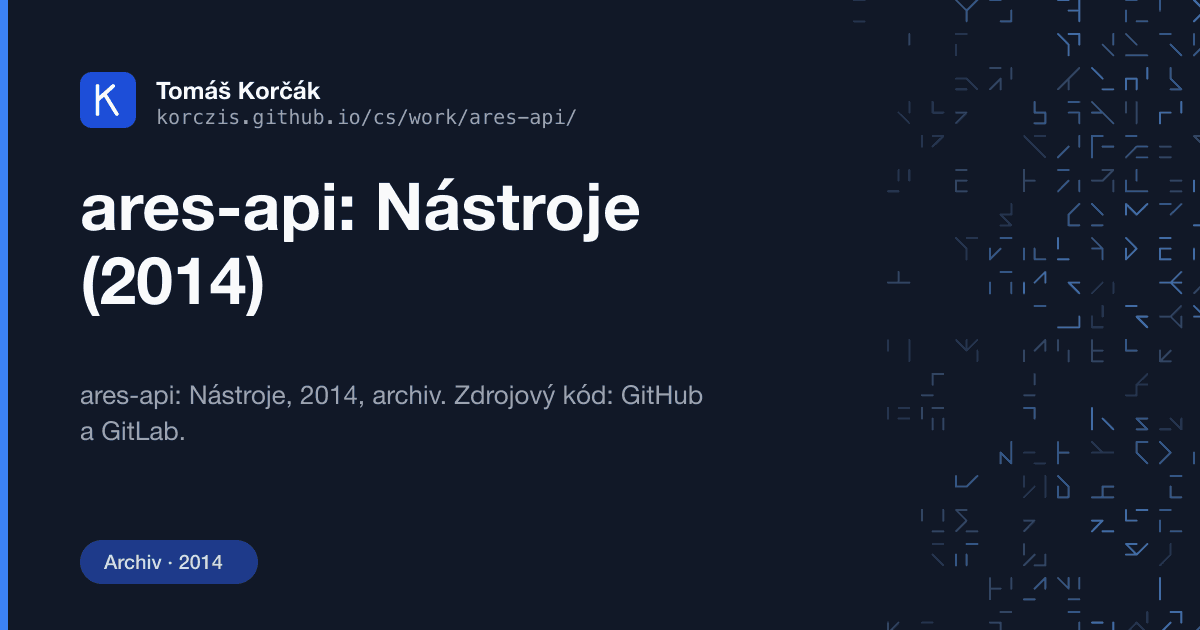 K
Tomáš Korčák
korczis.github.io/cs/work/ares-api/
ares-api: Nástroje
(2014)
ares-api: Nástroje, 2014, archiv. Zdrojový kód: GitHub
a GitLab.
Archiv · 2014